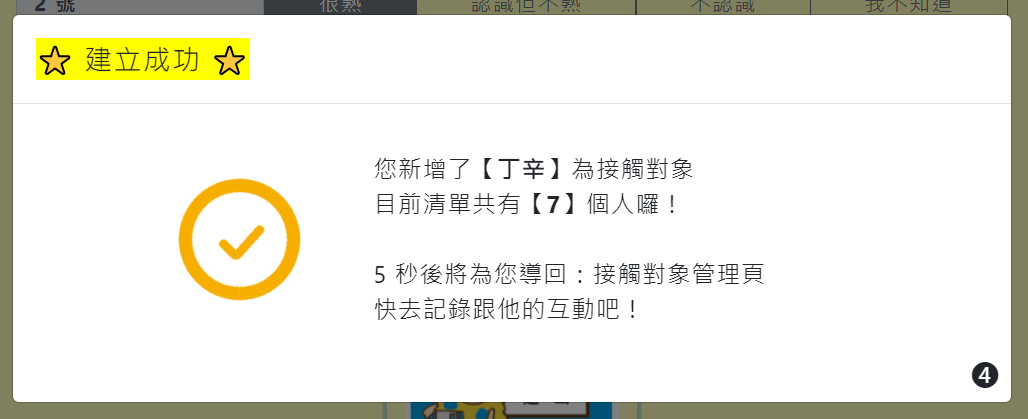 2 號 很熟 認識但不熟 不認識 我不知道
建立成功
您新增了【丁辛】為接觸對象
目前清單共有【7】個人囉！
5 秒後將為您導回：接觸對象管理頁
快去記錄跟他的互動吧！
4